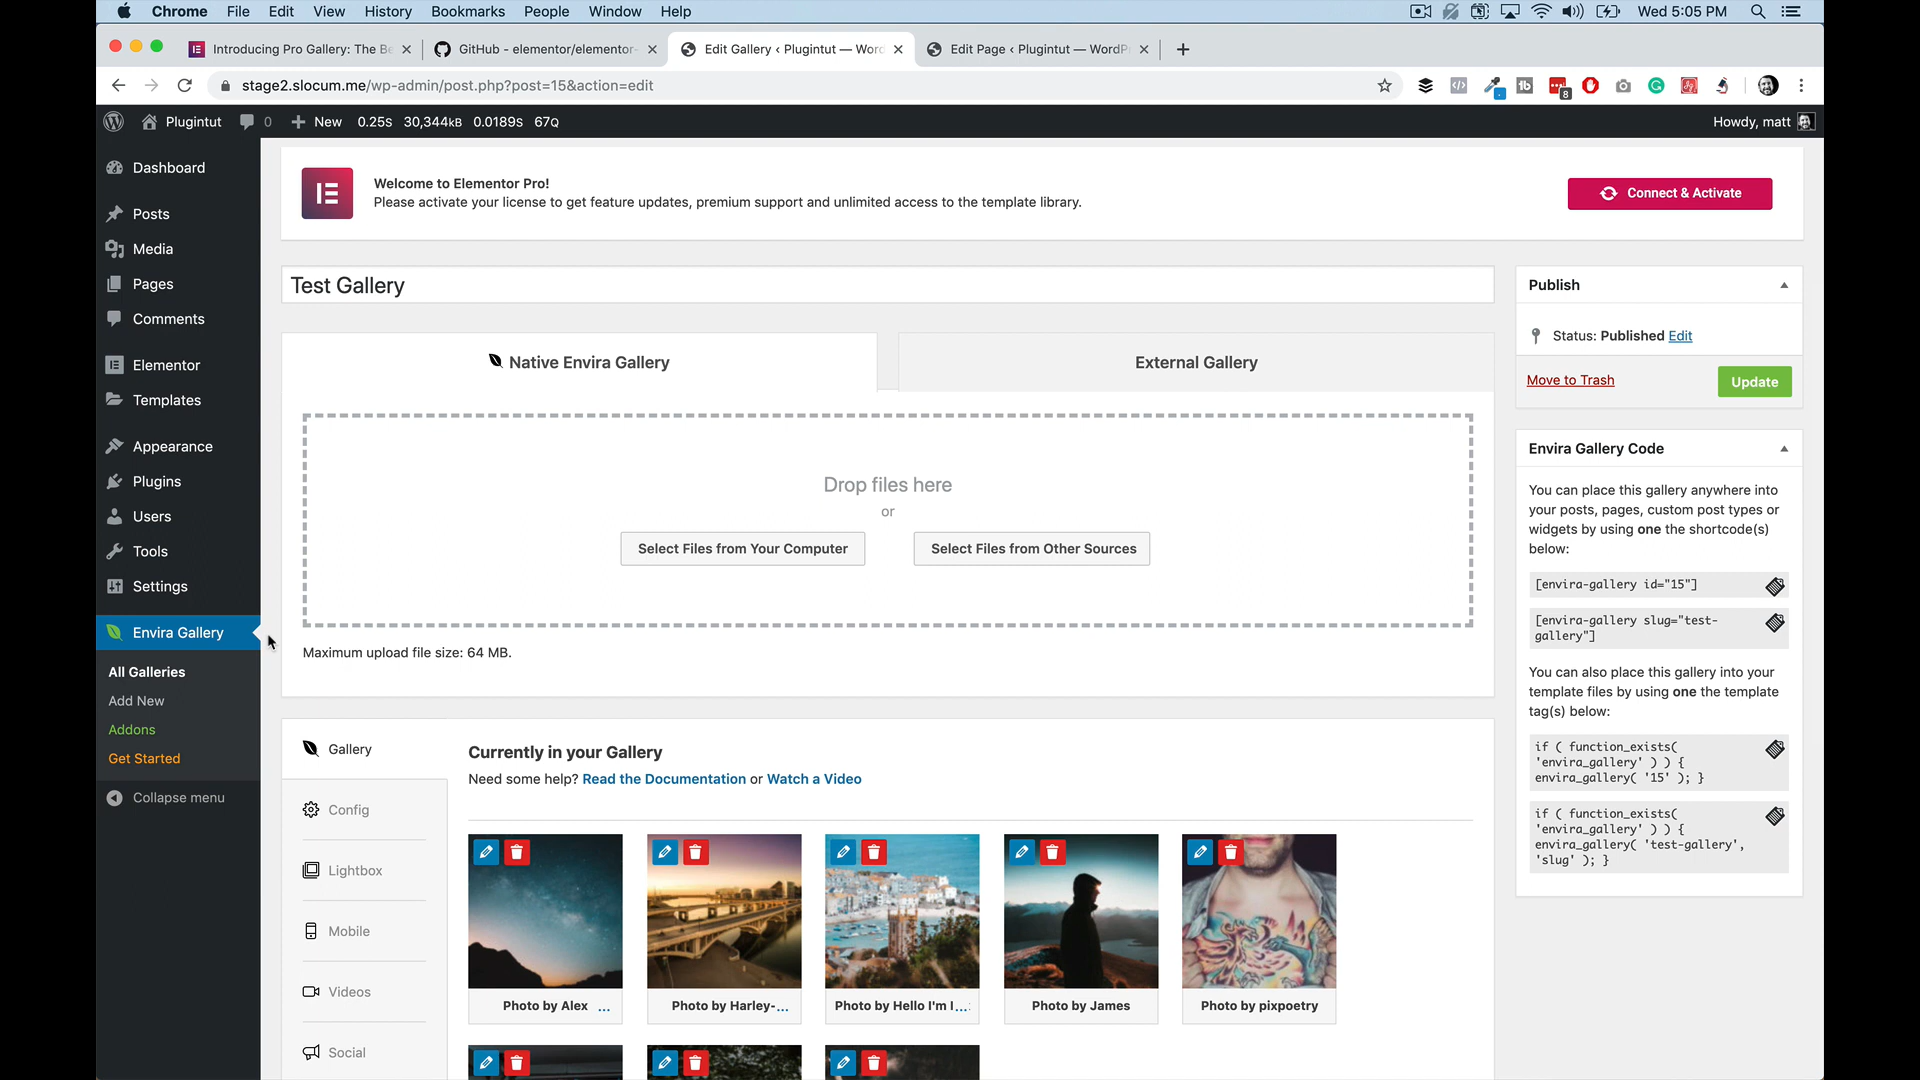 Chrome File Edit View History Bookmarks People Window Help Wed 5:05 PM
Introducing Pro Gallery: The Be
GitHub - elementor/elementor-
Edit Gallery ‹ Plugintut — Wor
Edit Page ‹ Plugintut — WordPr
stage2.slocum.me/wp-admin/post.php?post=15&action=edit
8
Plugintut 0 New 0.25S 30,344KB 0.0189S 67Q Howdy, matt
Dashboard
Posts
Media
Pages
Comments
Elementor
Templates
Appearance
Plugins
Users
Tools
Settings
Envira Gallery
All Galleries
Add New
Addons
Get Started
Collapse menu
Welcome to Elementor Pro!
Please activate your license to get feature updates, premium support and unlimited access to the template library.
Connect & Activate
Test Gallery
Native Envira Gallery
External Gallery
Drop files here
or
Select Files from Your Computer
Select Files from Other Sources
Maximum upload file size: 64 MB.
Gallery
Config
Lightbox
Mobile
Videos
Social
Currently in your Gallery
Need some help? Read the Documentation or Watch a Video
Photo by Alex ...
Photo by Harley-...
Photo by Hello I'm I...
Photo by James
Photo by pixpoetry
Publish
Status: Published Edit
Move to Trash
Update
Envira Gallery Code
You can place this gallery anywhere into
your posts, pages, custom post types or
widgets by using one the shortcode(s)
below:
[envira-gallery id="15"]
[envira-gallery slug="test-
gallery"]
You can also place this gallery into your
template files by using one the template
tag(s) below:
if ( function_exists(
'envira_gallery' ) ) {
envira_gallery( '15' ); }
if ( function_exists(
'envira_gallery' ) ) {
envira_gallery( 'test-gallery',
'slug' ); }